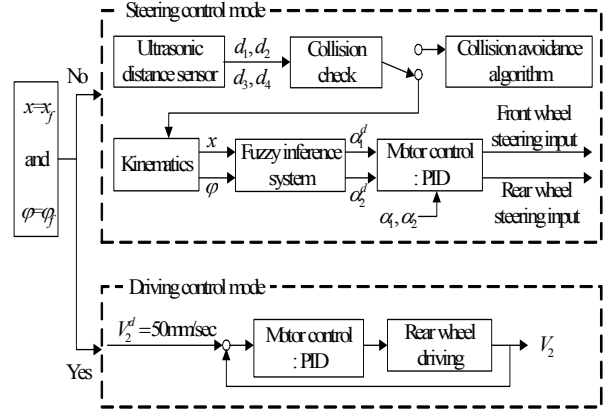 Steering control mode
Ultrasonic
distance sensor
d₁, d₂
d₃, d₄
Collision
check
Collision avoidance
algorithm
No
x=x_f
and
φ=φ_f
Kinematics
x
φ
Fuzzy inference
system
α₁ᵈ
α₂ᵈ
Motor control
: PID
α₁, α₂
Front wheel
steering input
Rear wheel
steering input
Driving control mode
Yes
V₂ᵈ = 50mm/sec
Motor control
: PID
Rear wheel
driving
V₂